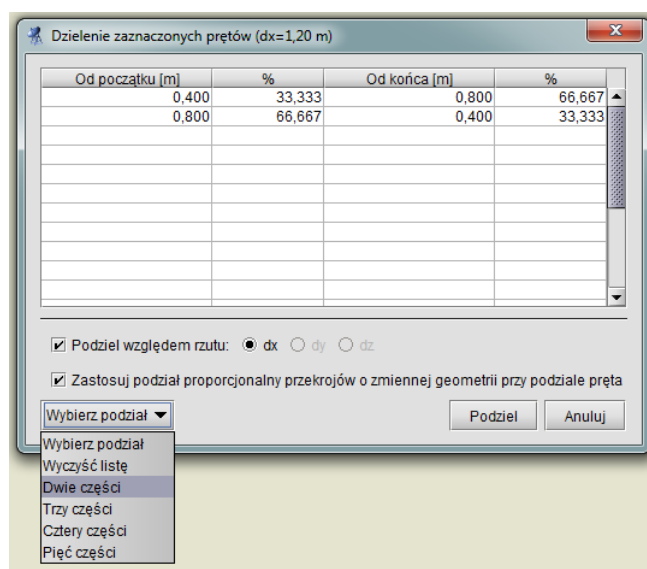 Dzielenie zaznaczonych prętów (dx=1,20 m)
Od początku [m] % Od końca [m] %
0,400 33,333 0,800 66,667
0,800 66,667 0,400 33,333
Podziel względem rzutu: dx dy dz
Zastosuj podział proporcjonalny przekrojów o zmiennej geometrii przy podziale pręta
Wybierz podział Podziel Anuluj
Wybierz podział
Wyczyść listę
Dwie części
Trzy części
Cztery części
Pięć części